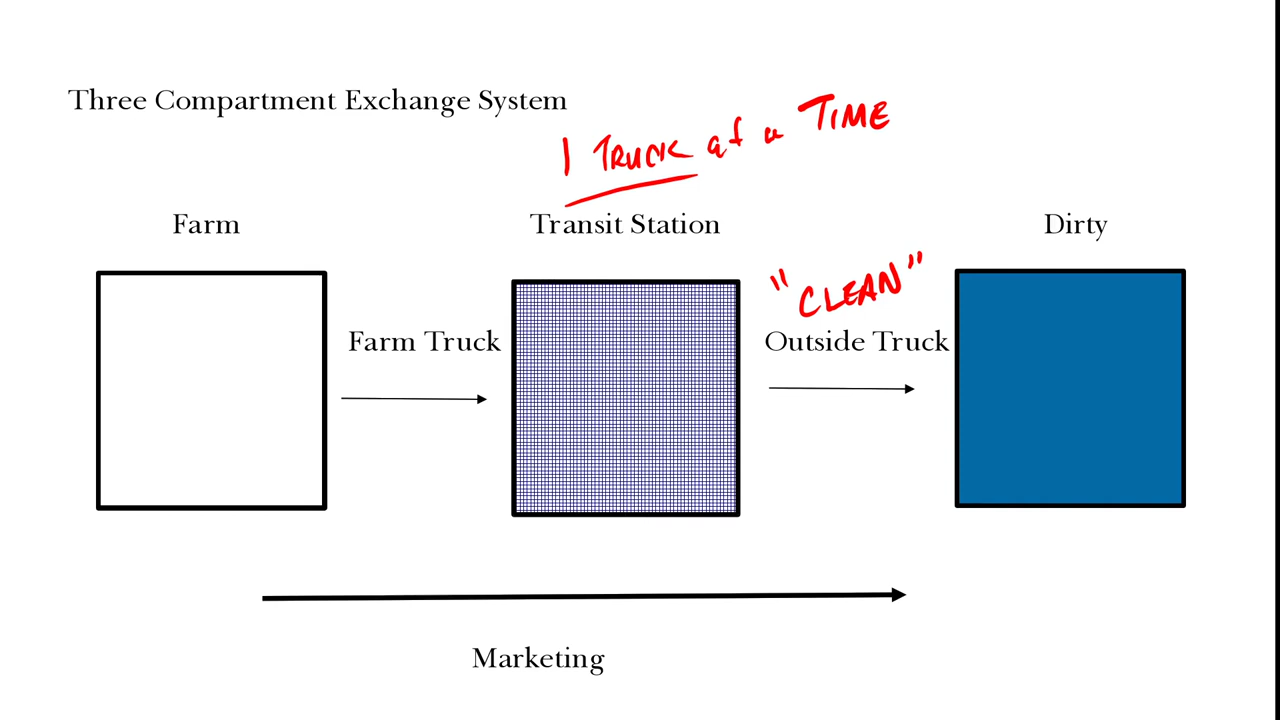 Three Compartment Exchange System
1 TRUCK at a TIME
Farm
Transit Station
Dirty
"CLEAN"
Farm Truck
Outside Truck
Marketing